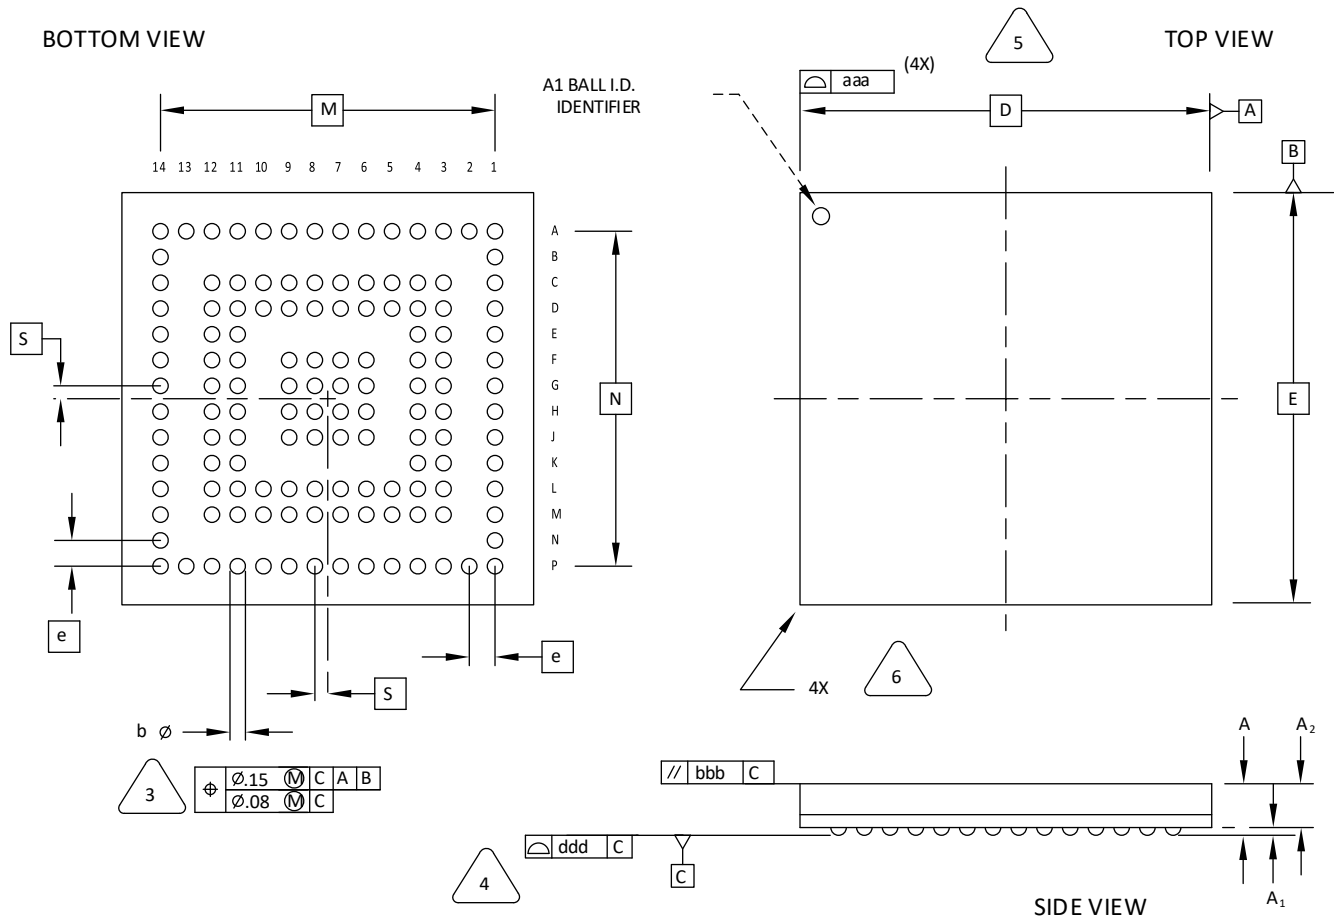 BOTTOM VIEW
5
TOP VIEW
aaa
(4X)
A1 BALL I.D.
IDENTIFIER
M
D
A
B
14 13 12 11 10 9 8 7 6 5 4 3 2 1
A
B
C
D
E
F
G
H
J
K
L
M
N
P
S
N
E
e
e
S
4X
6
b Ø
3
⌖ Ø.15 Ⓜ C A B
Ø.08 Ⓜ C
// bbb C
A
A2
ddd C
C
4
A1
SIDE VIEW